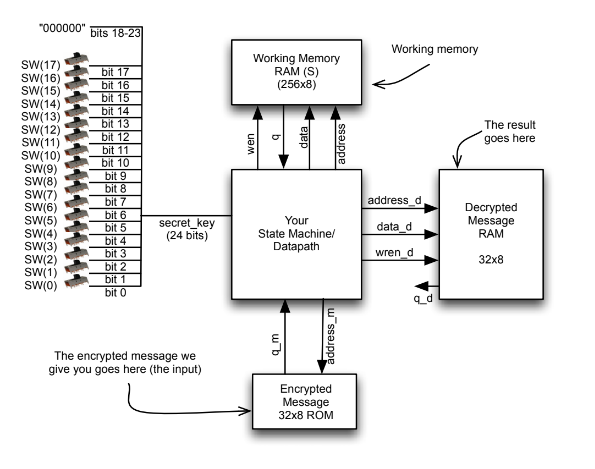 "000000"
bits 18-23
SW(17)
bit 17
SW(16)
bit 16
SW(15)
bit 15
SW(14)
bit 14
SW(13)
bit 13
SW(12)
bit 12
SW(11)
bit 11
SW(10)
bit 10
SW(9)
bit 9
SW(8)
bit 8
SW(7)
bit 7
SW(6)
bit 6
SW(5)
bit 5
SW(4)
bit 4
SW(3)
bit 3
SW(2)
bit 2
SW(1)
bit 1
SW(0)
bit 0
secret_key
(24 bits)
Working Memory
RAM (S)
(256x8)
Working memory
wen
q
data
address
Your
State Machine/
Datapath
address_d
data_d
wren_d
q_d
The result
goes here
Decrypted
Message
RAM
32x8
q_m
address_m
The encrypted message we
give you goes here (the input)
Encrypted
Message
32x8 ROM